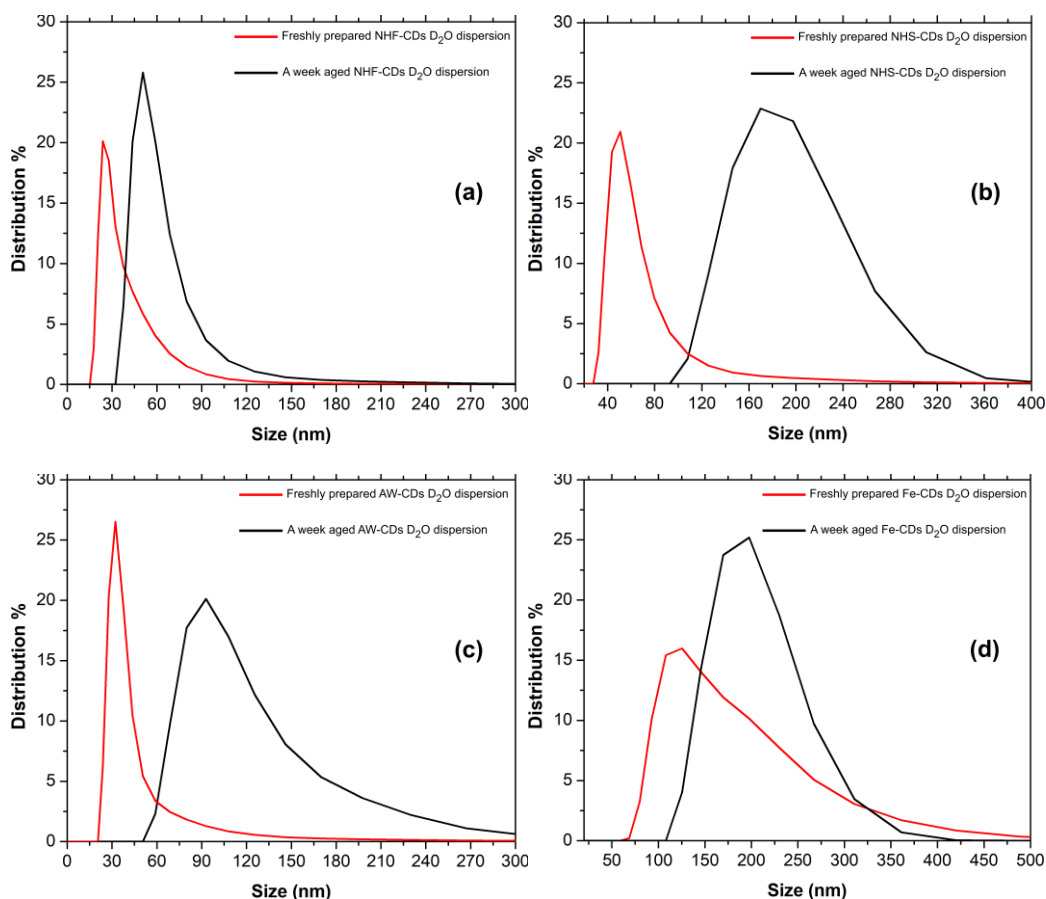 Freshly prepared NHF-CDs D₂O dispersion
A week aged NHF-CDs D₂O dispersion
(a)
Distribution %
30
25
20
15
10
5
0
0 30 60 90 120 150 180 210 240 270 300
Size (nm)
Freshly prepared NHS-CDs D₂O dispersion
A week aged NHS-CDs D₂O dispersion
(b)
Distribution %
30
25
20
15
10
5
0
40 80 120 160 200 240 280 320 360 400
Size (nm)
Freshly prepared AW-CDs D₂O dispersion
A week aged AW-CDs D₂O dispersion
(c)
Distribution %
30
25
20
15
10
5
0
0 30 60 90 120 150 180 210 240 270 300
Size (nm)
Freshly prepared Fe-CDs D₂O dispersion
A week aged Fe-CDs D₂O dispersion
(d)
Distribution %
30
25
20
15
10
5
0
50 100 150 200 250 300 350 400 450 500
Size (nm)